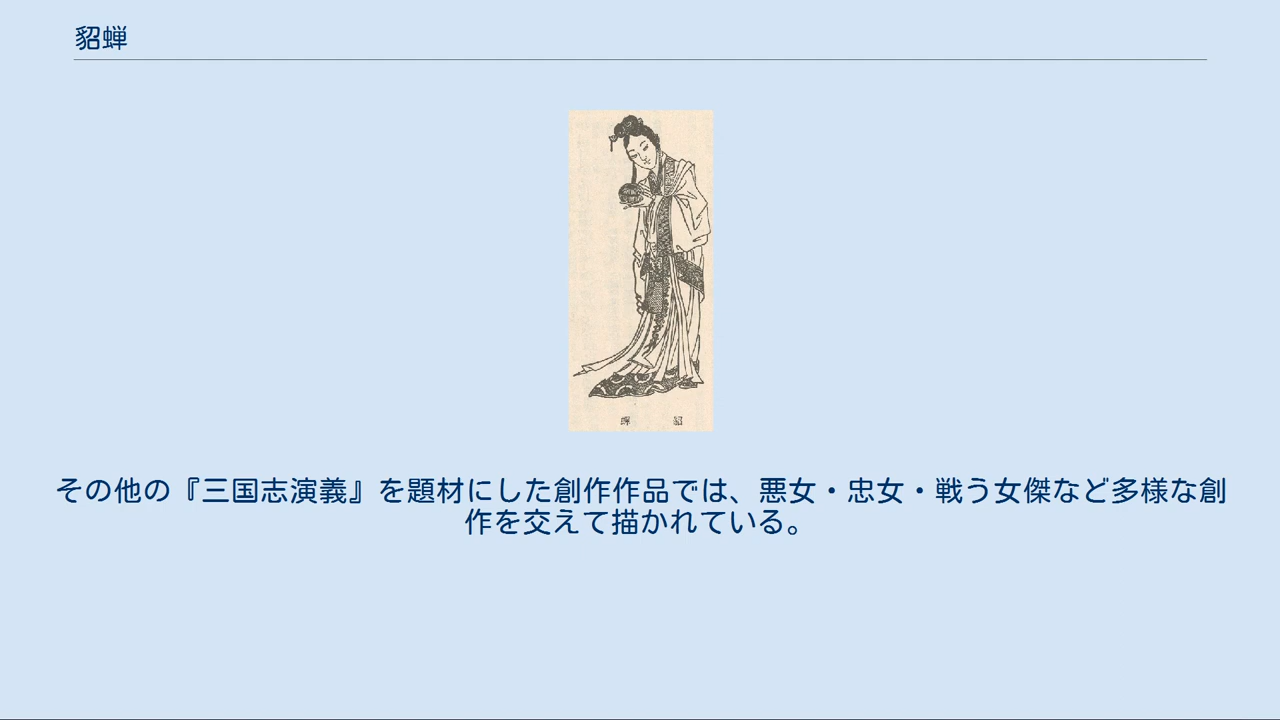 貂蝉
蟬 貂
その他の『三国志演義』を題材にした創作作品では、悪女・忠女・戦う女傑など多様な創
作を交えて描かれている。